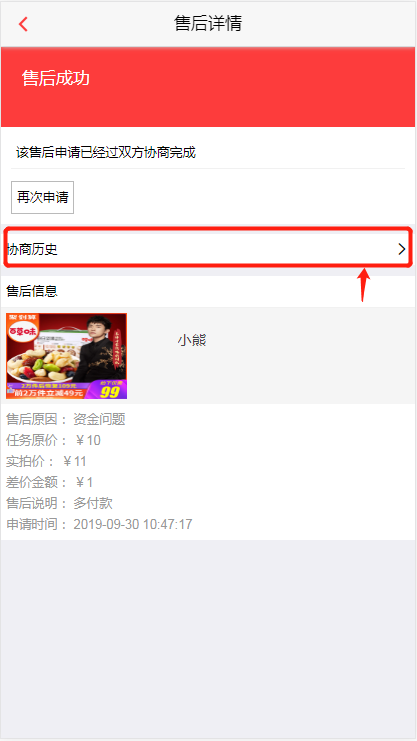 售后详情
售后成功
该售后申请已经过双方协商完成
再次申请
协商历史
售后信息
聚划算
百草味
前2万件立减49元
99
小熊
售后原因： 资金问题
任务原价： ￥10
实拍价： ￥11
差价金额： ￥1
售后说明： 多付款
申请时间： 2019-09-30 10:47:17